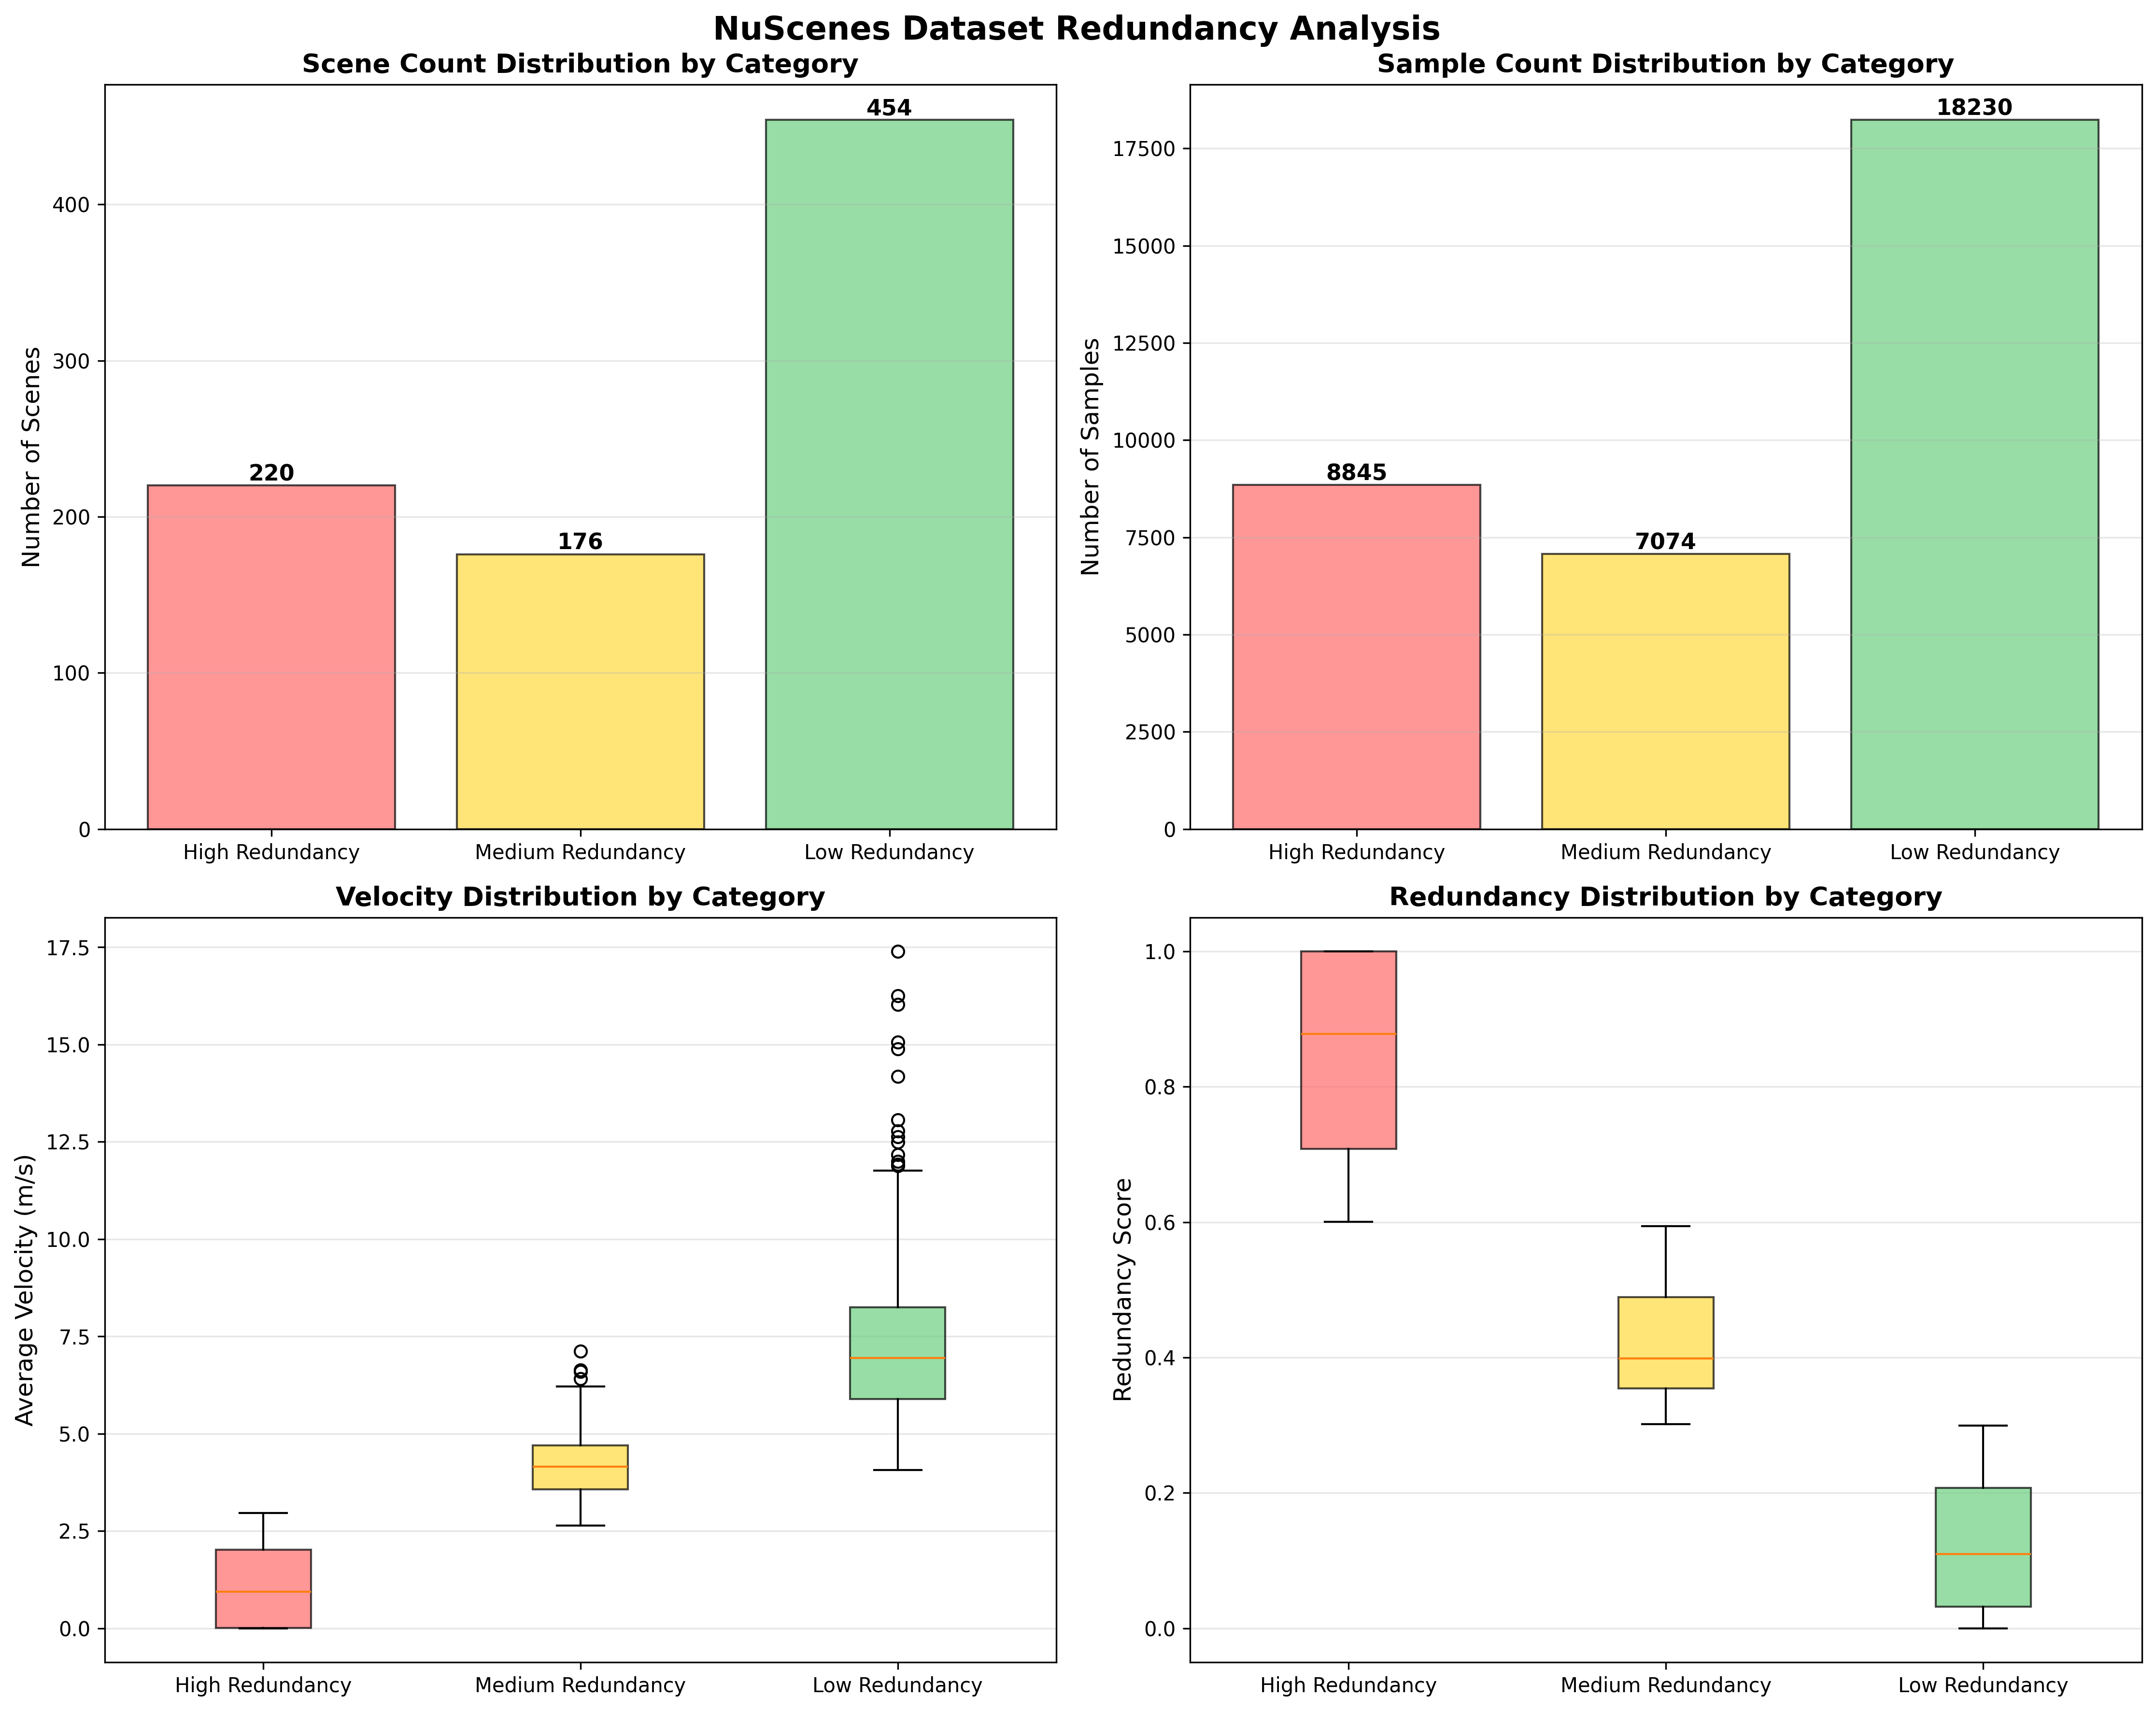 NuScenes Dataset Redundancy Analysis
Scene Count Distribution by Category
Number of Scenes
400
300
200
100
0
220
176
454
High Redundancy
Medium Redundancy
Low Redundancy
Sample Count Distribution by Category
Number of Samples
17500
15000
12500
10000
7500
5000
2500
0
8845
7074
18230
High Redundancy
Medium Redundancy
Low Redundancy
Velocity Distribution by Category
Average Velocity (m/s)
17.5
15.0
12.5
10.0
7.5
5.0
2.5
0.0
High Redundancy
Medium Redundancy
Low Redundancy
Redundancy Distribution by Category
Redundancy Score
1.0
0.8
0.6
0.4
0.2
0.0
High Redundancy
Medium Redundancy
Low Redundancy